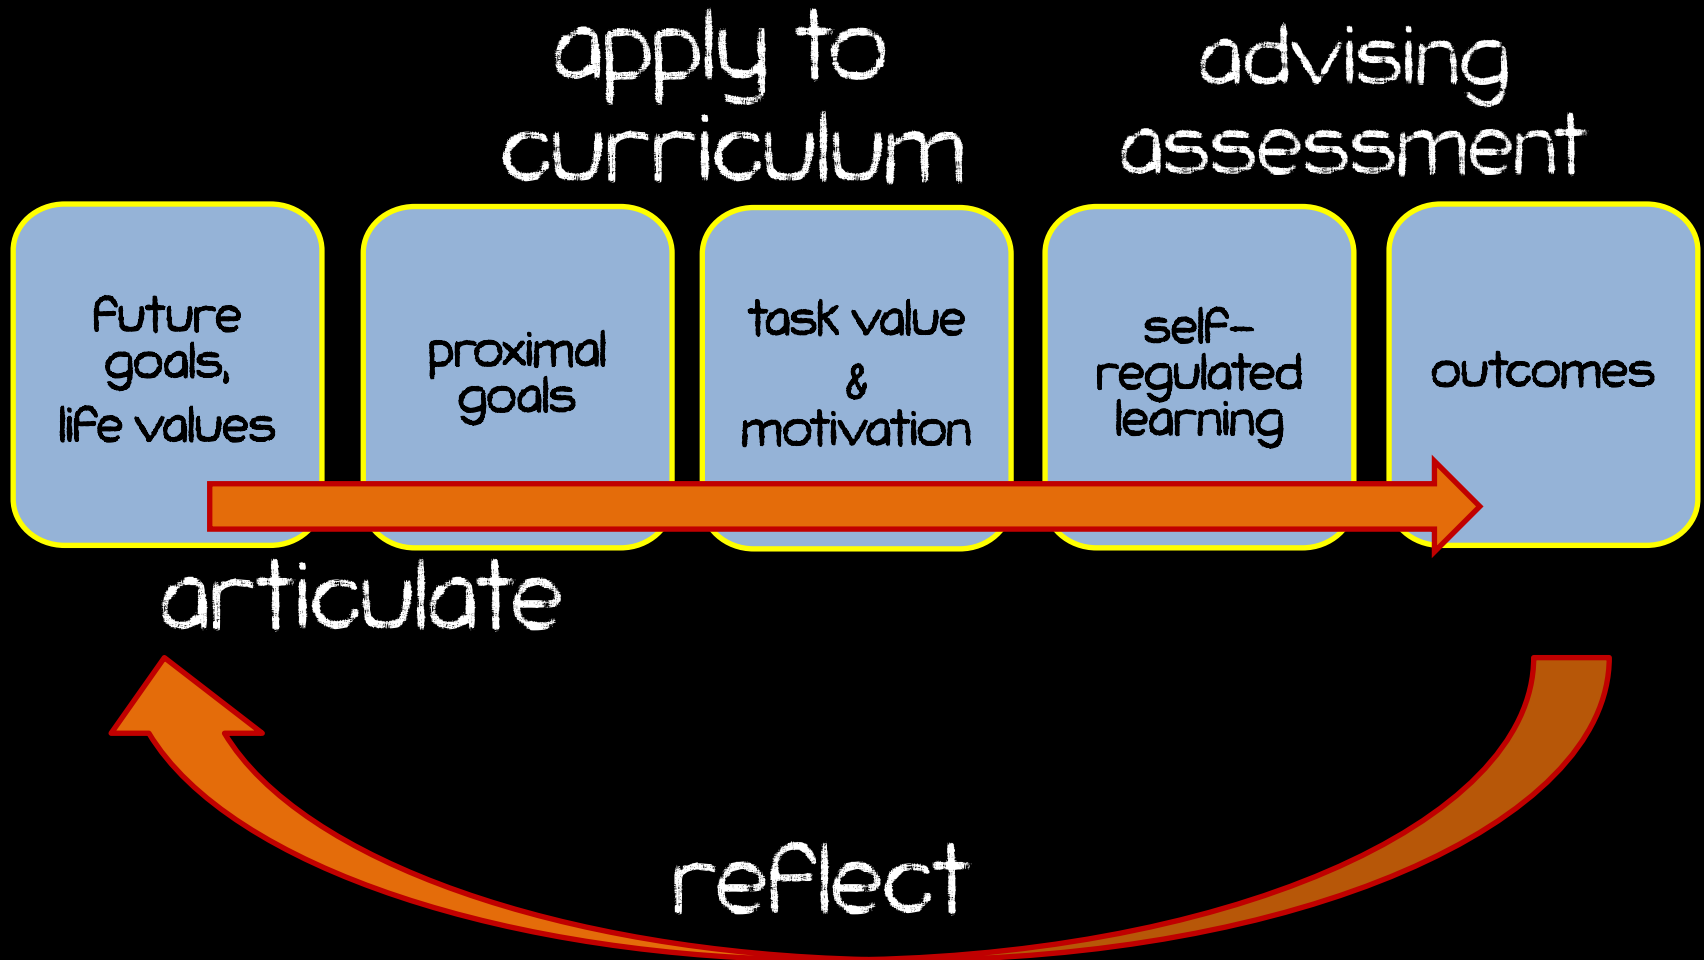 apply to
curriculum
advising
assessment
future
goals,
life values
proximal
goals
task value
&
motivation
self-
regulated
learning
outcomes
articulate
reflect